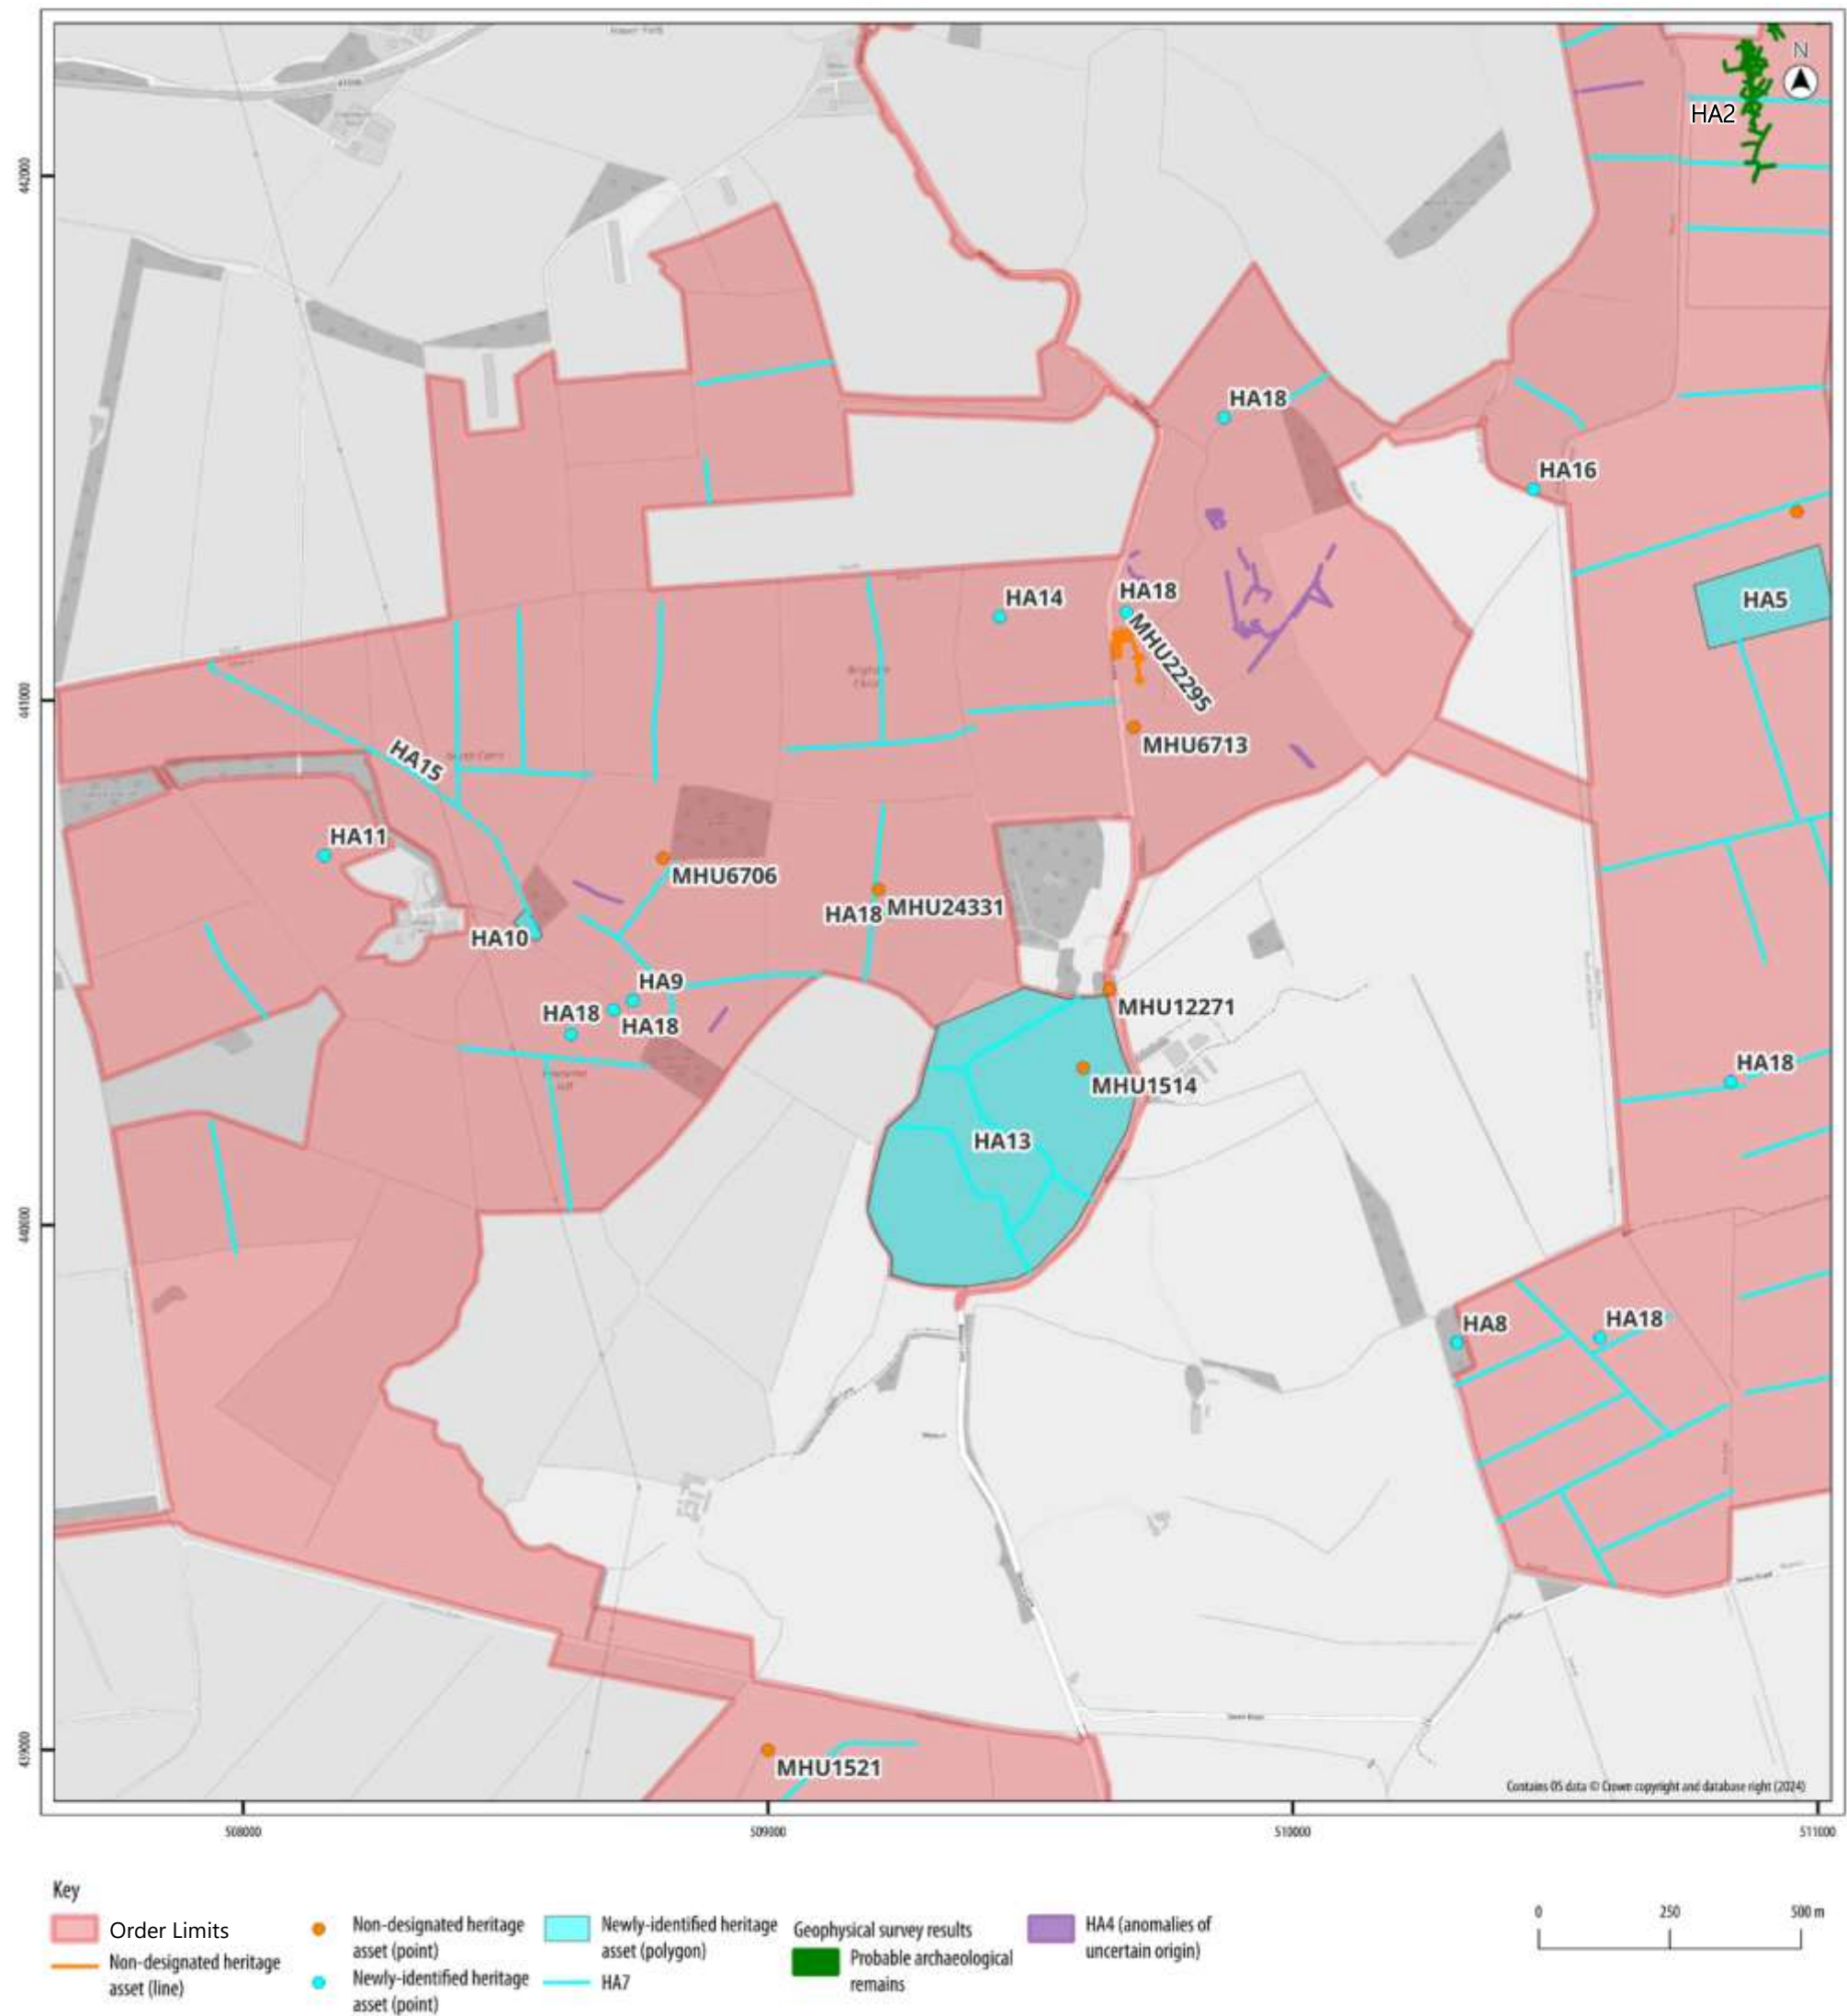 N
HA2
442000
HA18
HA16
HA5
HA14
HA18
MHU22295
441000
MHU6713
HA15
HA11
MHU6706
HA18
MHU24331
HA10
HA9
HA18
HA18
MHU12271
HA18
MHU1514
HA13
440000
HA8
HA18
439000
MHU1521
Contains OS data © Crown copyright and database right (2024)
508000
509000
510000
511000
Key
Order Limits
Non-designated heritage
asset (line)
Non-designated heritage
asset (point)
Newly-identified heritage
asset (point)
Newly-identified heritage
asset (polygon)
HA7
Geophysical survey results
Probable archaeological
remains
HA4 (anomalies of
uncertain origin)
0
250
500 m